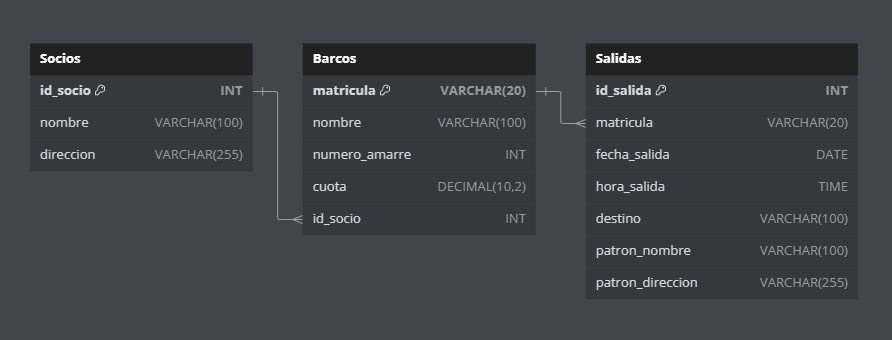 Socios
id_socio INT
nombre VARCHAR(100)
direccion VARCHAR(255)
Barcos
matricula VARCHAR(20)
nombre VARCHAR(100)
numero_amarre INT
cuota DECIMAL(10,2)
id_socio INT
Salidas
id_salida INT
matricula VARCHAR(20)
fecha_salida DATE
hora_salida TIME
destino VARCHAR(100)
patron_nombre VARCHAR(100)
patron_direccion VARCHAR(255)